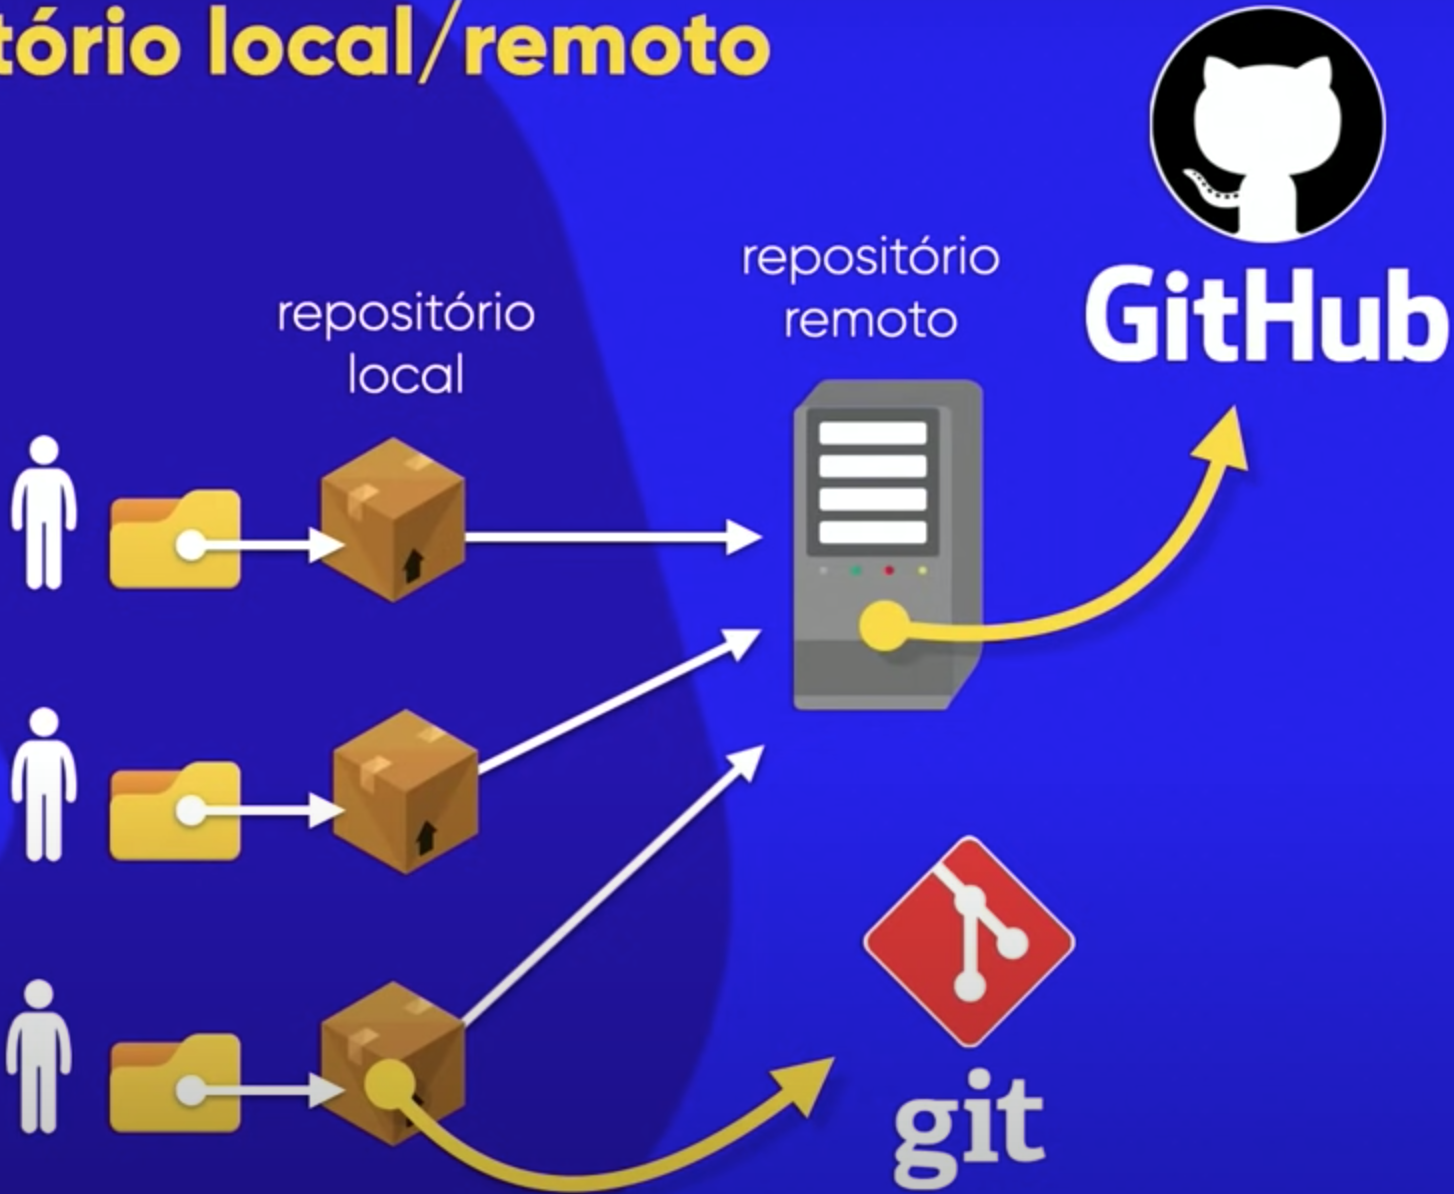 tório local/remoto
repositório
local
repositório
remoto
GitHub
git